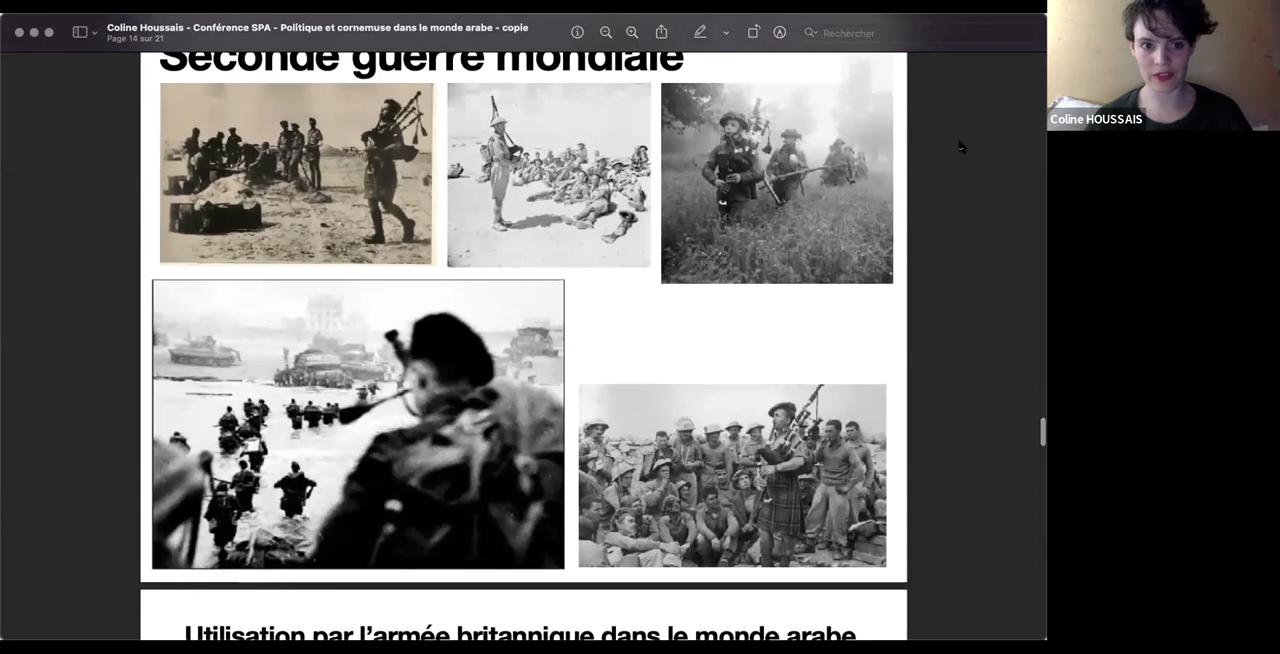 Coline Houssais - Conférence SPA - Politique et cornemuse dans le monde arabe - copie
Page 14 sur 21
Rechercher
Coline HOUSSAIS
Seconde guerre mondiale
Utilisation par l'armée britannique dans le monde arabe